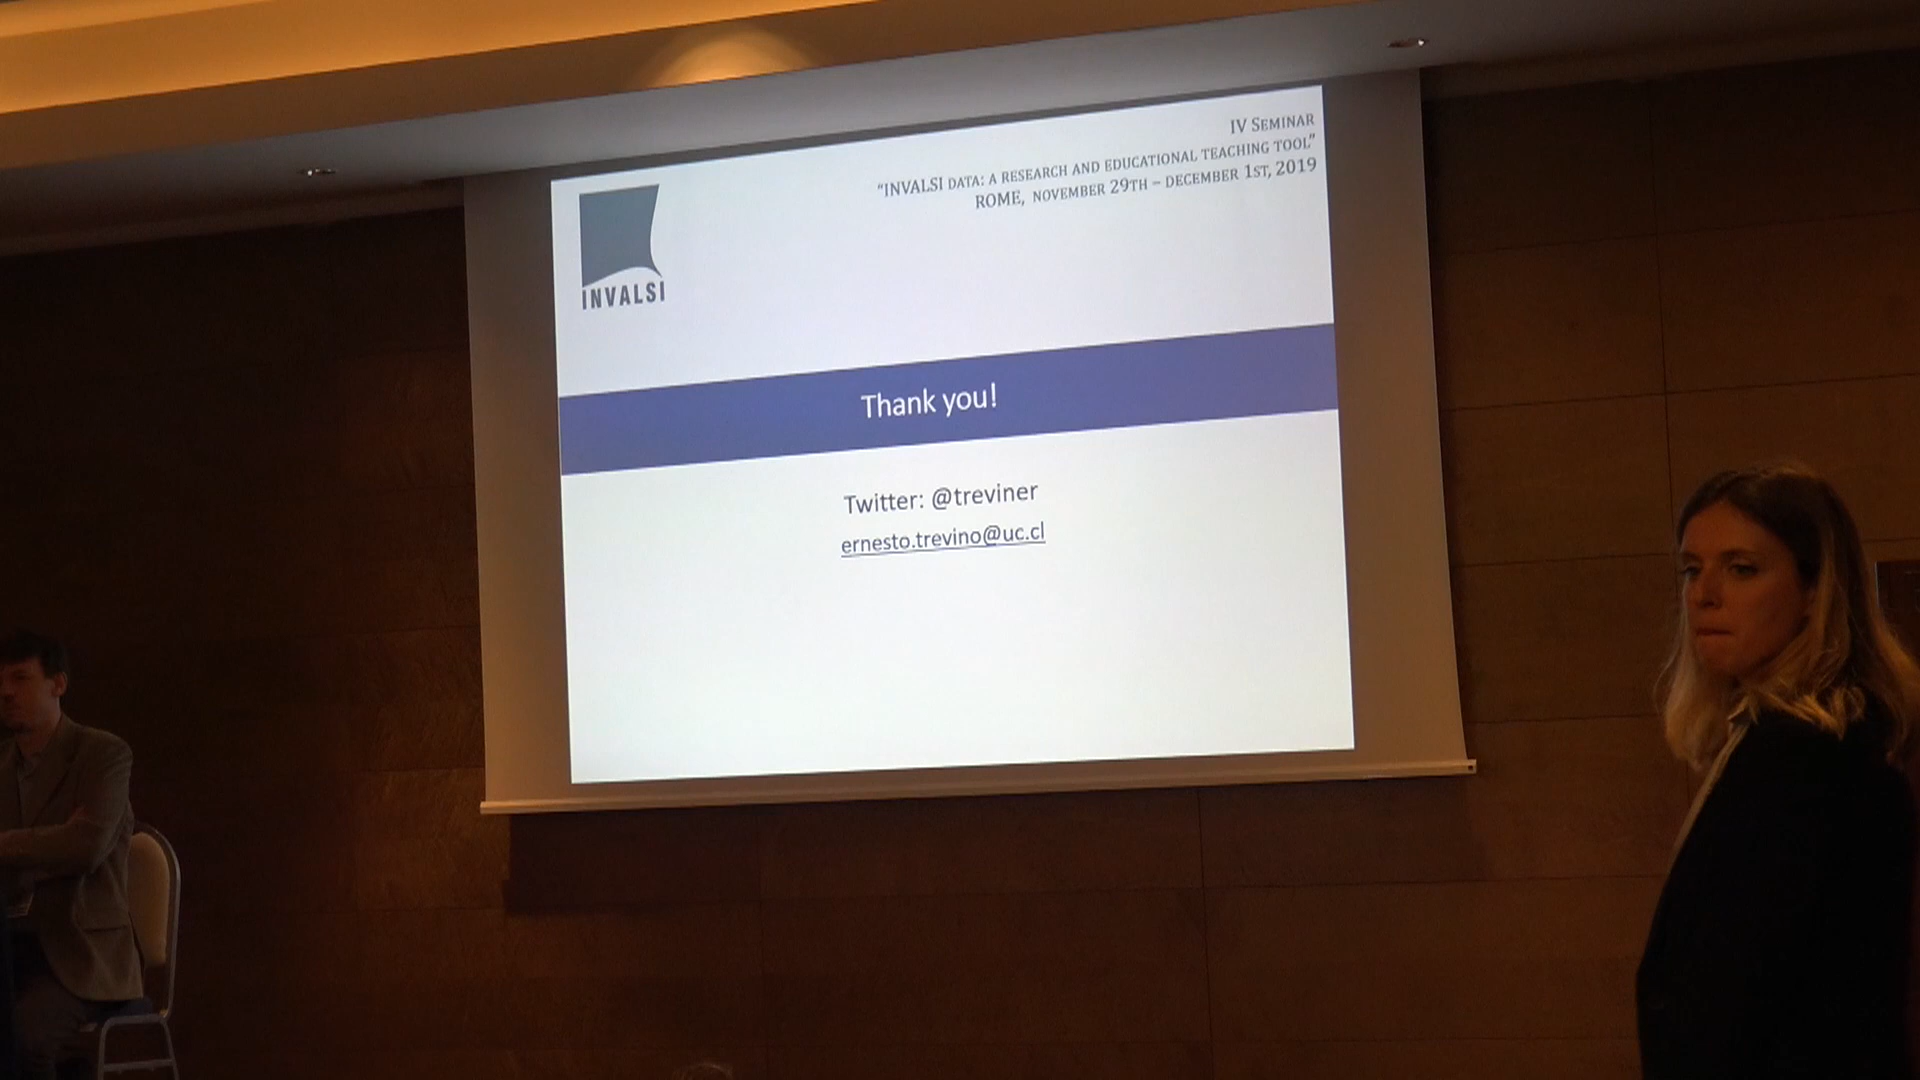 IV SEMINAR
"INVALSI DATA: A RESEARCH AND EDUCATIONAL TEACHING TOOL"
ROME, NOVEMBER 29TH – DECEMBER 1ST, 2019
INVALSI
Thank you!
Twitter: @treviner
ernesto.trevino@uc.cl